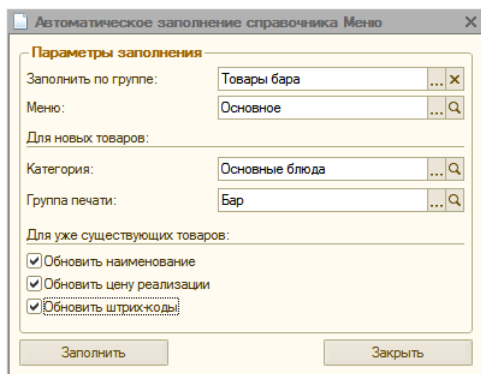 Автоматическое заполнение справочника Меню
Параметры заполнения
Заполнить по группе: Товары бара ... ×
Меню: Основное ...
Для новых товаров:
Категория: Основные блюда ...
Группа печати: Бар ...
Для уже существующих товаров:
Обновить наименование
Обновить цену реализации
Обновить штрих-коды
Заполнить Закрыть